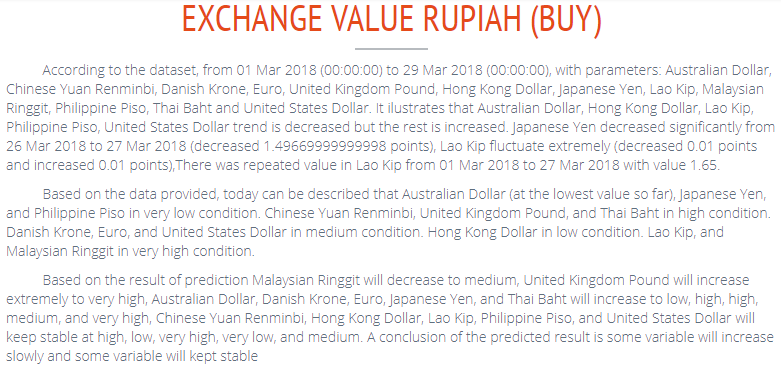 EXCHANGE VALUE RUPIAH (BUY)
According to the dataset, from 01 Mar 2018 (00:00:00) to 29 Mar 2018 (00:00:00), with parameters: Australian Dollar,
Chinese Yuan Renminbi, Danish Krone, Euro, United Kingdom Pound, Hong Kong Dollar, Japanese Yen, Lao Kip, Malaysian
Ringgit, Philippine Piso, Thai Baht and United States Dollar. It ilustrates that Australian Dollar, Hong Kong Dollar, Lao Kip,
Philippine Piso, United States Dollar trend is decreased but the rest is increased. Japanese Yen decreased significantly from
26 Mar 2018 to 27 Mar 2018 (decreased 1.49669999999998 points), Lao Kip fluctuate extremely (decreased 0.01 points
and increased 0.01 points),There was repeated value in Lao Kip from 01 Mar 2018 to 27 Mar 2018 with value 1.65.
Based on the data provided, today can be described that Australian Dollar (at the lowest value so far), Japanese Yen,
and Philippine Piso in very low condition. Chinese Yuan Renminbi, United Kingdom Pound, and Thai Baht in high condition.
Danish Krone, Euro, and United States Dollar in medium condition. Hong Kong Dollar in low condition. Lao Kip, and
Malaysian Ringgit in very high condition.
Based on the result of prediction Malaysian Ringgit will decrease to medium, United Kingdom Pound will increase
extremely to very high, Australian Dollar, Danish Krone, Euro, Japanese Yen, and Thai Baht will increase to low, high, high,
medium, and very high, Chinese Yuan Renminbi, Hong Kong Dollar, Lao Kip, Philippine Piso, and United States Dollar will
keep stable at high, low, very high, very low, and medium. A conclusion of the predicted result is some variable will increase
slowly and some variable will kept stable